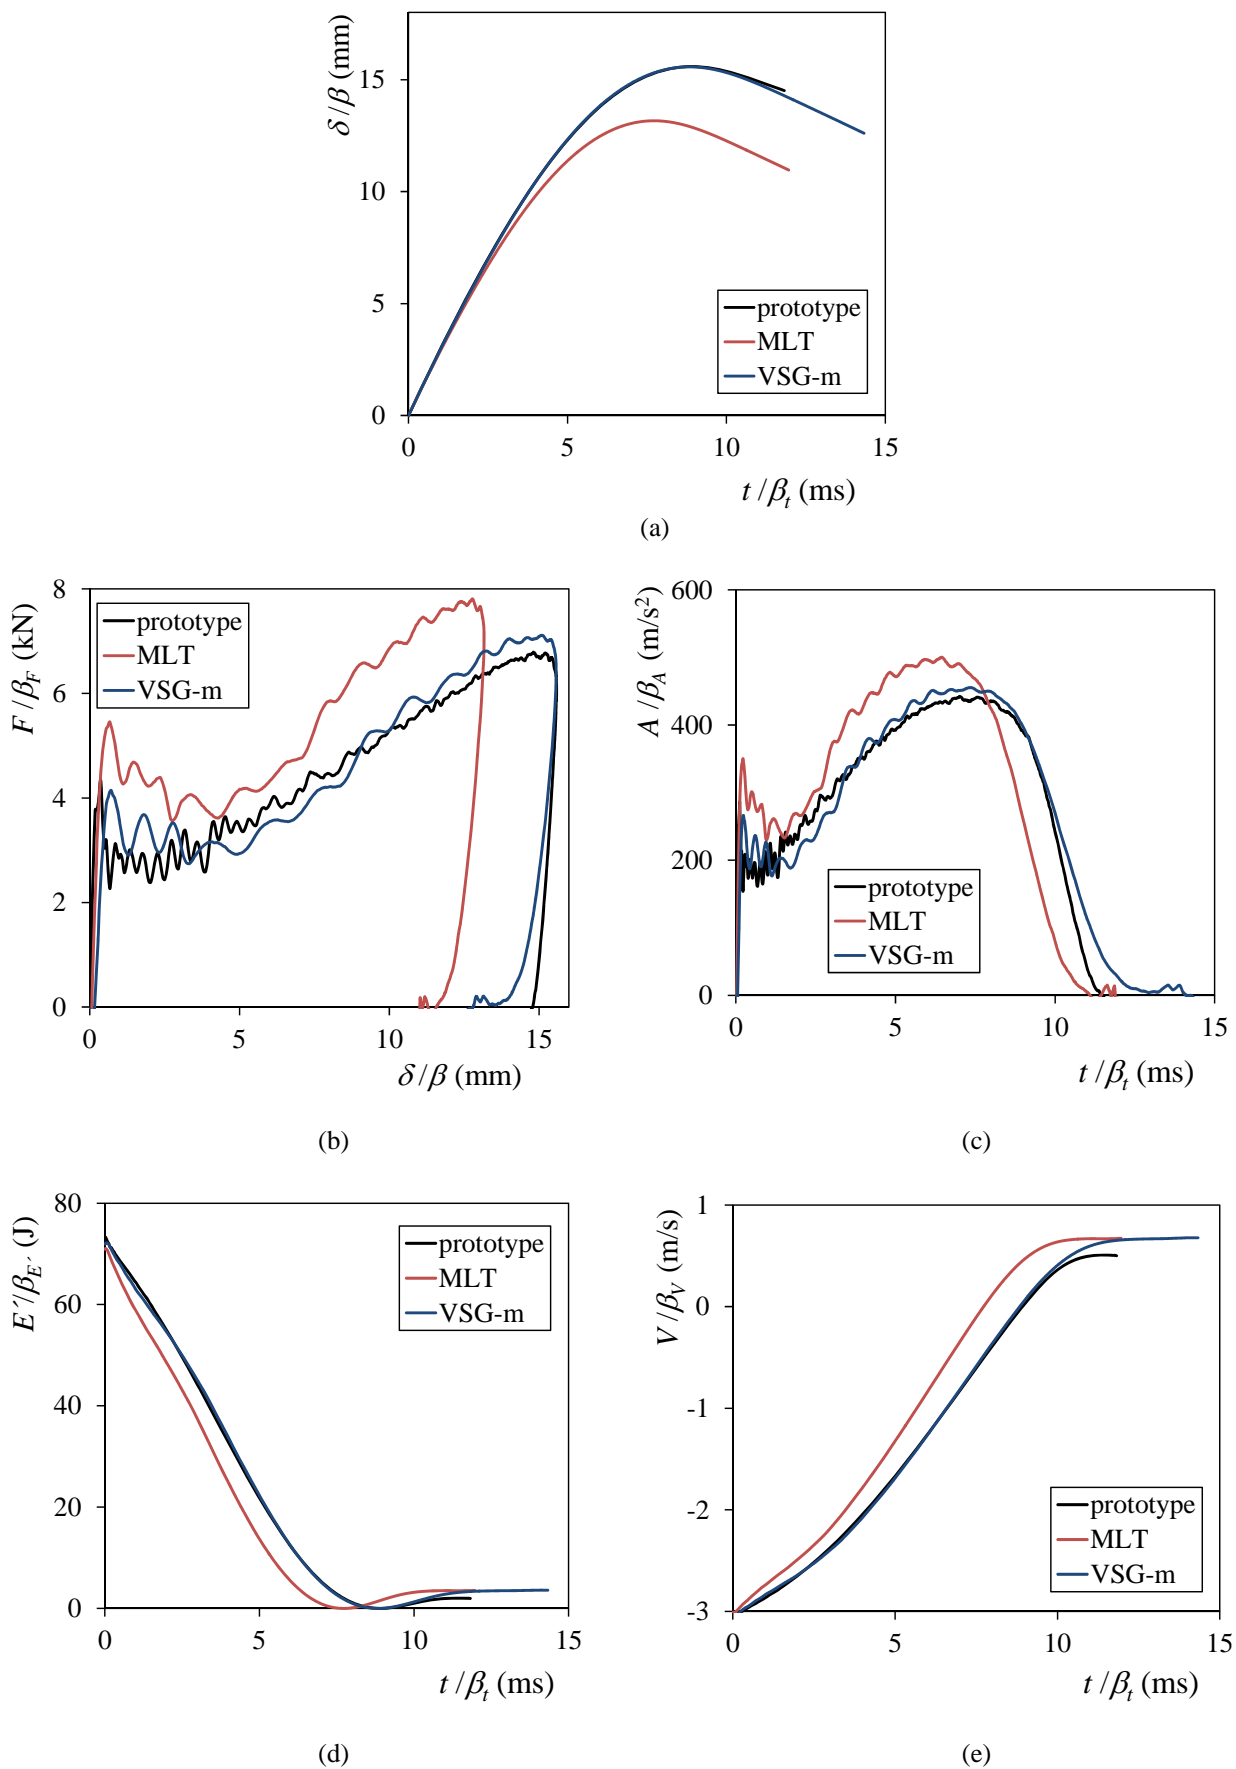 δ/β (mm)
15
10
5
0
prototype
MLT
VSG-m
0 5 10 15
t/βt (ms)
(a)
F/βF (kN)
8
6
4
2
0
prototype
MLT
VSG-m
0 5 10 15
δ/β (mm)
(b)
A/βA (m/s²)
600
400
200
0
prototype
MLT
VSG-m
0 5 10 15
t/βt (ms)
(c)
E´/βE´ (J)
80
60
40
20
0
prototype
MLT
VSG-m
0 5 10 15
t/βt (ms)
(d)
V/βV (m/s)
1
0
-1
-2
-3
prototype
MLT
VSG-m
0 5 10 15
t/βt (ms)
(e)